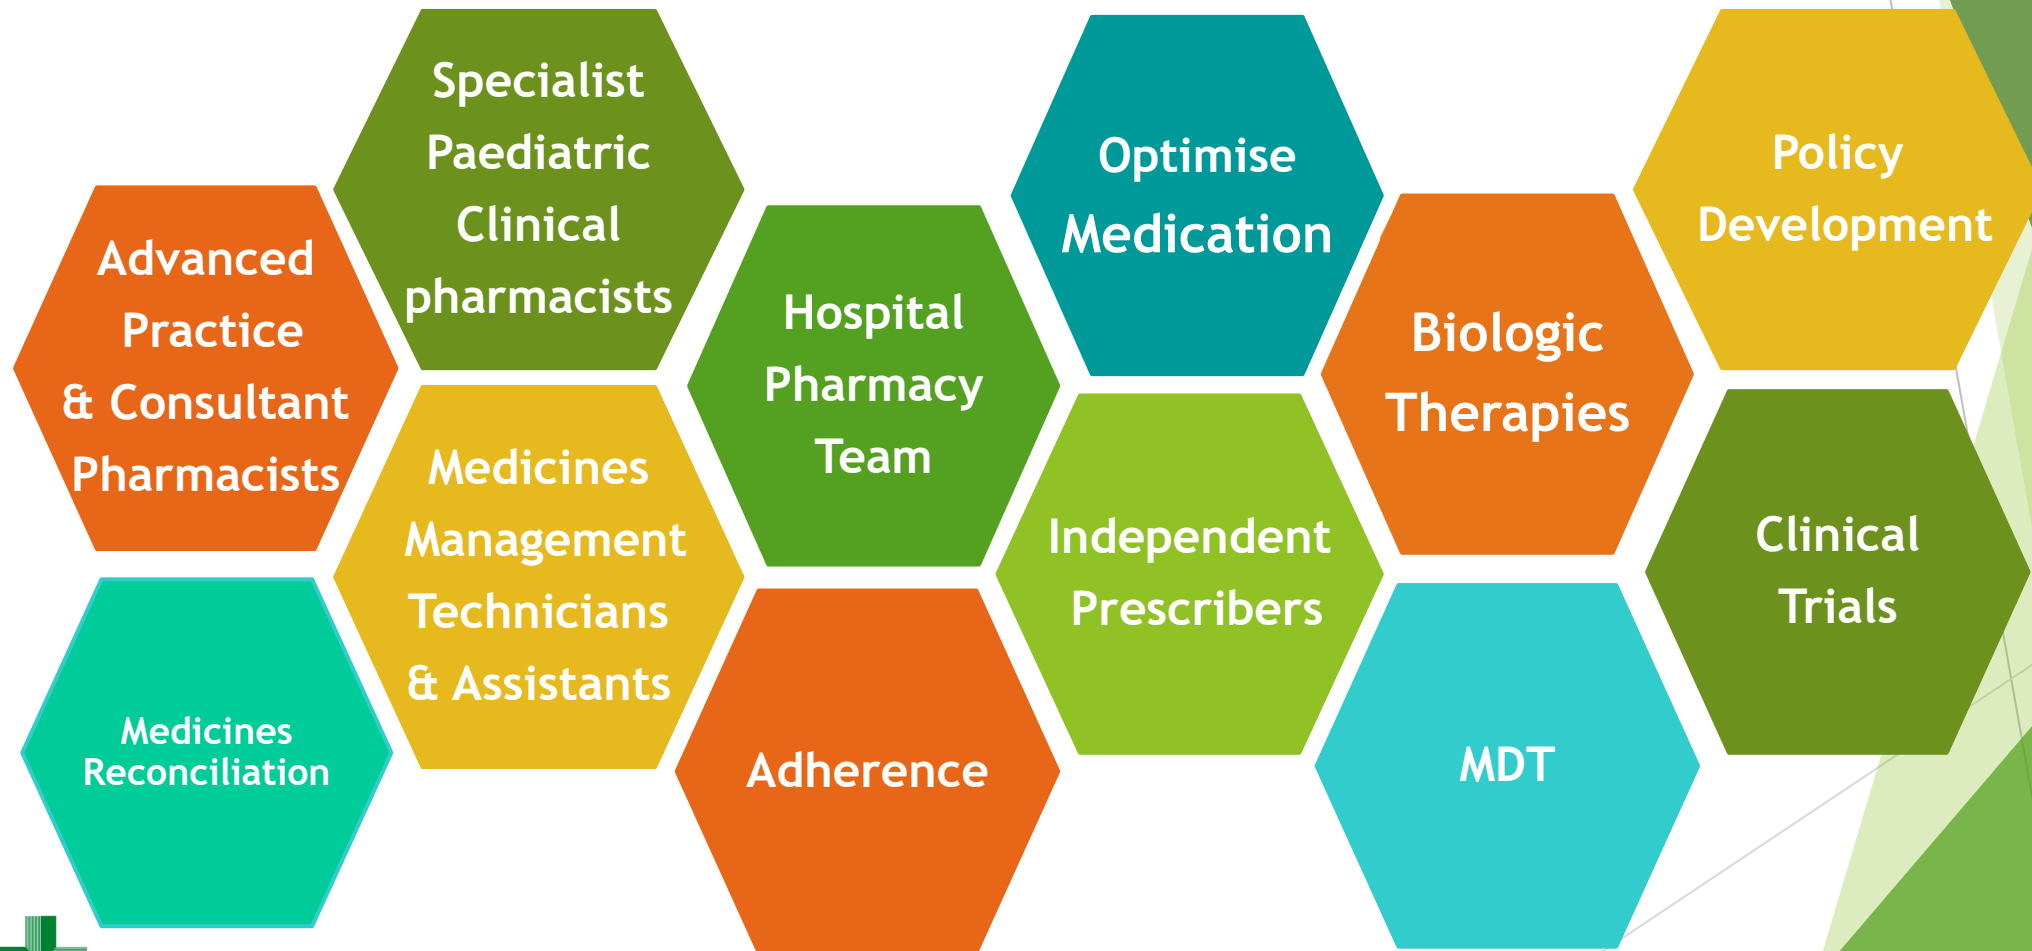 Advanced
Practice
& Consultant
Pharmacists
Specialist
Paediatric
Clinical
pharmacists
Medicines
Reconciliation
Medicines
Management
Technicians
& Assistants
Hospital
Pharmacy
Team
Adherence
Optimise
Medication
Independent
Prescribers
Biologic
Therapies
MDT
Policy
Development
Clinical
Trials